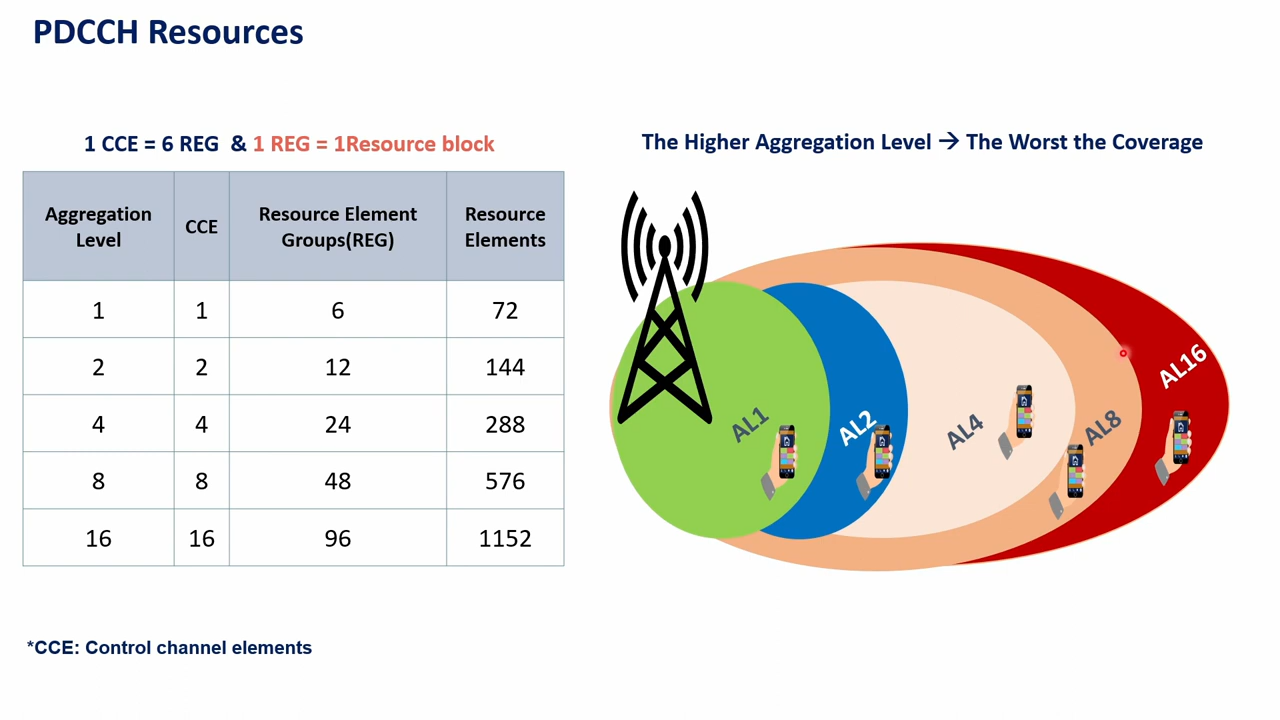 PDCCH Resources
1 CCE = 6 REG & 1 REG = 1Resource block
The Higher Aggregation Level → The Worst the Coverage
Aggregation Level CCE Resource Element Groups(REG) Resource Elements
1 1 6 72
2 2 12 144
4 4 24 288
8 8 48 576
16 16 96 1152
AL1
AL2
AL4
AL8
AL16
*CCE: Control channel elements